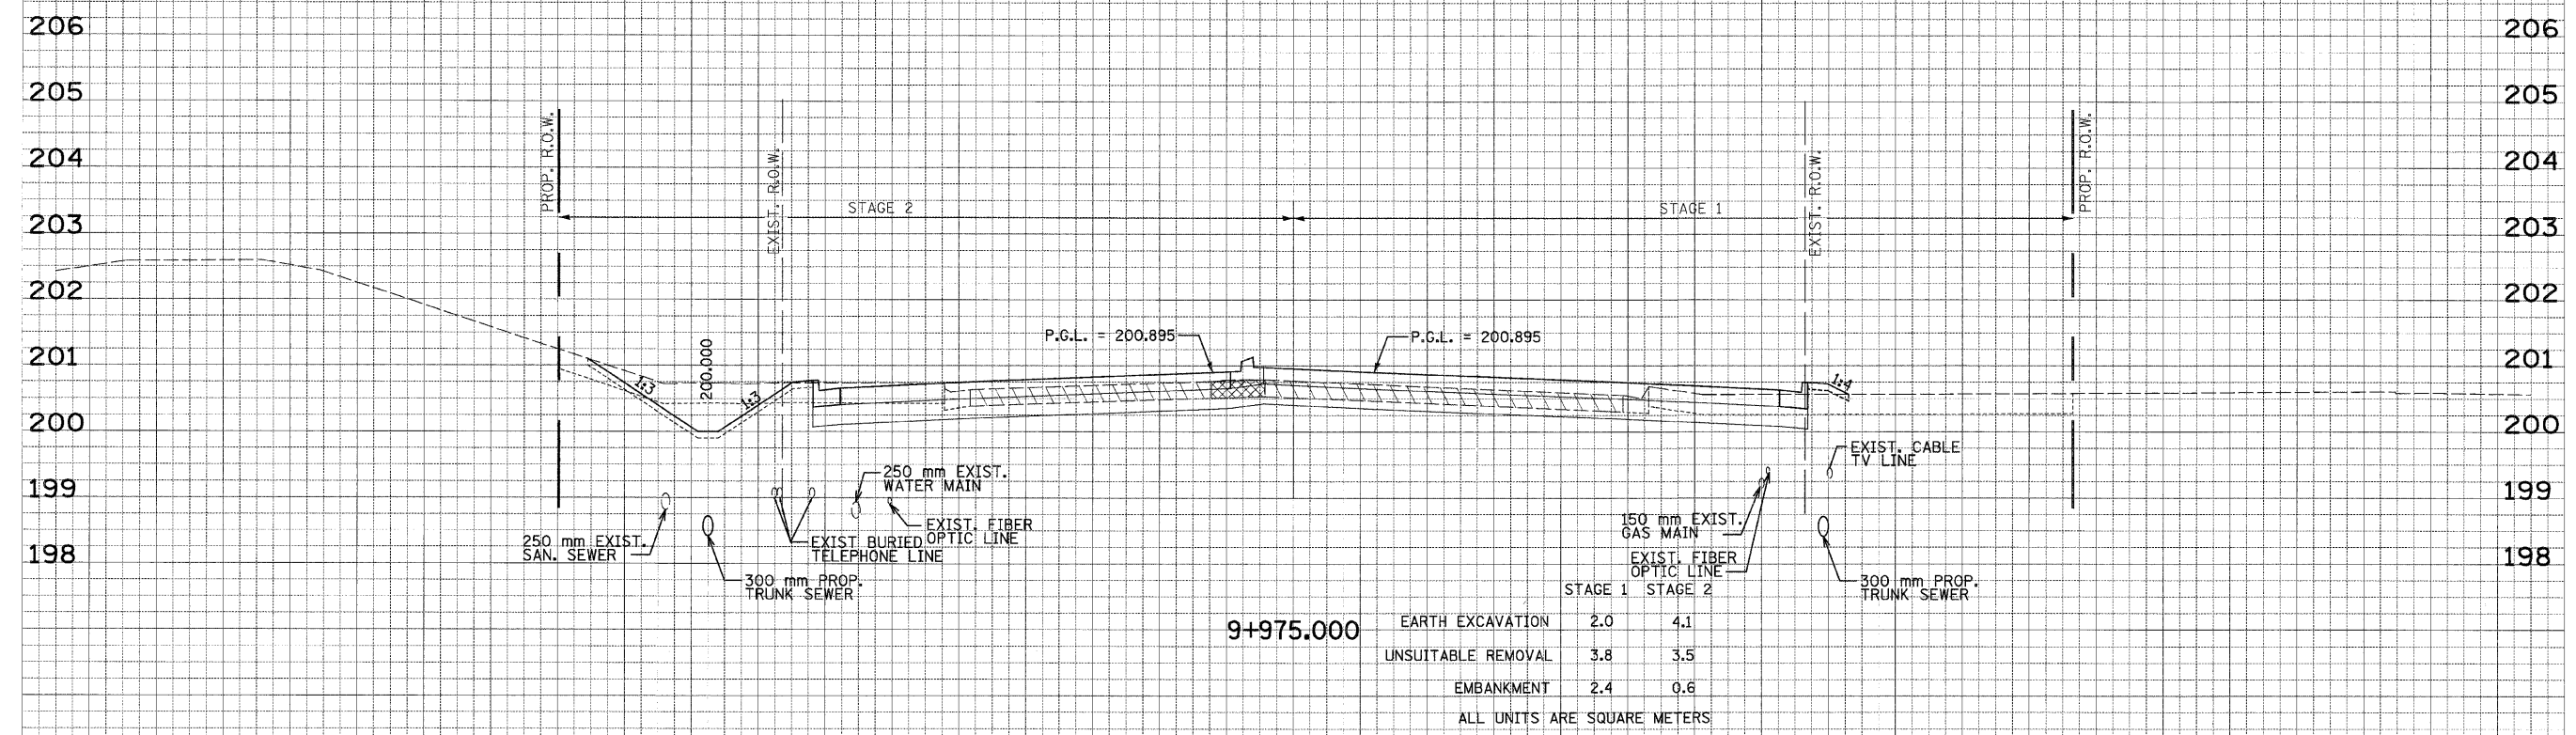 206 206
205 205
204 204
203 203
202 202
201 201
200 200
199 199
198 198
PROP. R.O.W.
EXIST. R.O.W.
STAGE 2
STAGE 1
EXIST. R.O.W.
PROP. R.O.W.
P.G.L. = 200.895
P.G.L. = 200.895
1:3
200.000
1:3
1:4
250 mm EXIST.
SAN. SEWER
300 mm PROP.
TRUNK SEWER
EXIST BURIED
TELEPHONE LINE
250 mm EXIST.
WATER MAIN
EXIST. FIBER
OPTIC LINE
150 mm EXIST.
GAS MAIN
EXIST. FIBER
OPTIC LINE
EXIST. CABLE
TV LINE
300 mm PROP.
TRUNK SEWER
9+975.000
STAGE 1 STAGE 2
EARTH EXCAVATION 2.0 4.1
UNSUITABLE REMOVAL 3.8 3.5
EMBANKMENT 2.4 0.6
ALL UNITS ARE SQUARE METERS